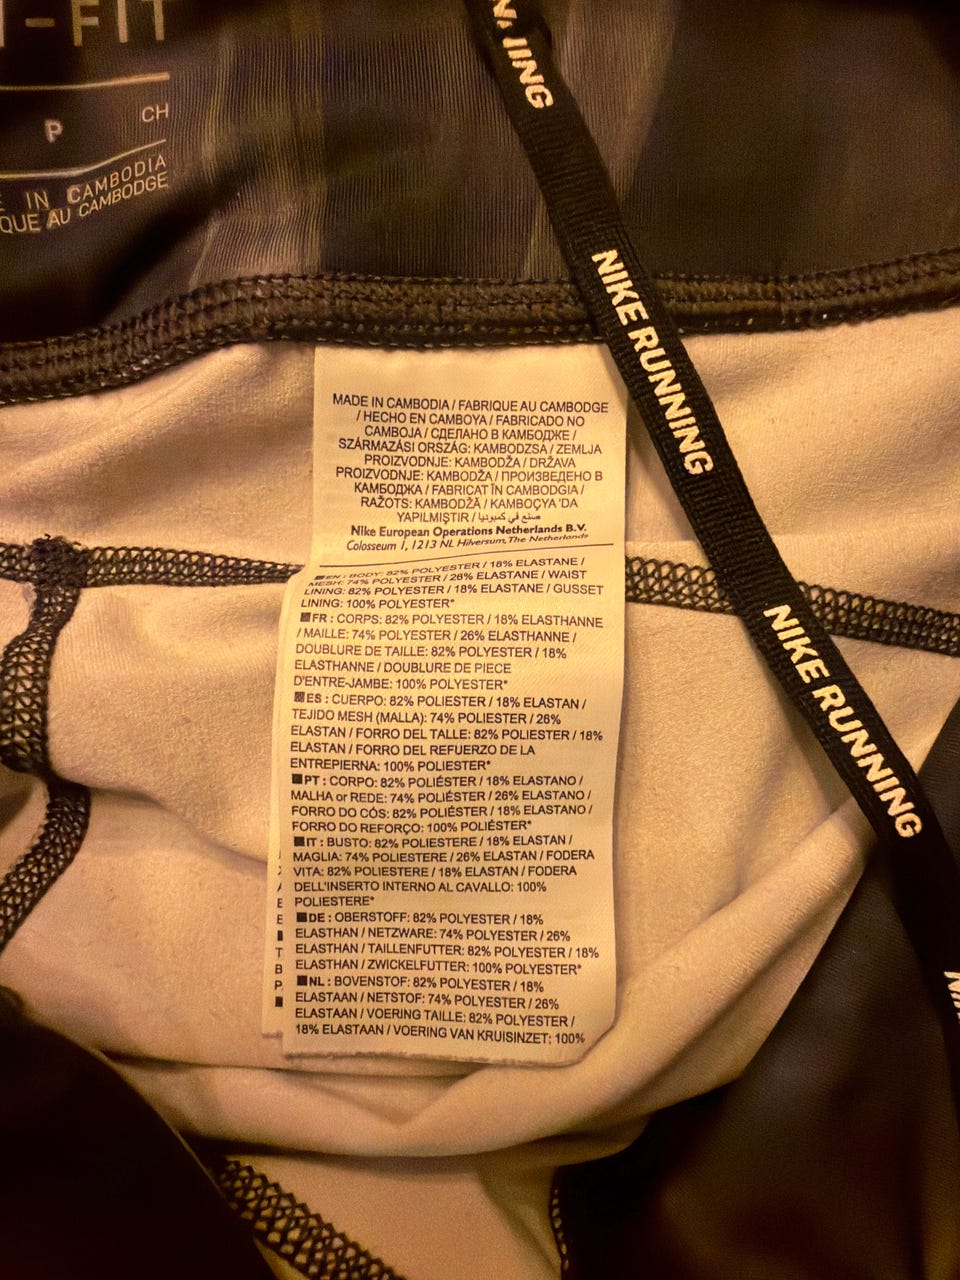 -FIT
P
CH
IN CAMBODIA
QUE AU CAMBODGE
NIKE RUNNING
NIKE RUNNING
MADE IN CAMBODIA / FABRIQUE AU CAMBODGE
/ HECHO EN CAMBOYA / FABRICADO NO
CAMBOJA / СДЕЛАНО В КАМБОДЖЕ /
SZÁRMAZÁSI ORSZÁG: KAMBODZSA / ZEMLJA
PROIZVODNJE: KAMBODŽA / DRŽAVA
PROIZVODNJE: KAMBODŽA / ПРОИЗВЕДЕНО В
КАМБОДЖА / FABRICAT ÎN CAMBODGIA /
RAŽOTS: KAMBODŽĀ / KAMBOÇYA 'DA
YAPILMIŞTIR / صنع في كمبوديا
Nike European Operations Netherlands B.V.
Colosseum 1, 1213 NL Hilversum, The Netherlands
EN : BODY: 82% POLYESTER / 18% ELASTANE /
MESH: 74% POLYESTER / 26% ELASTANE / WAIST
LINING: 82% POLYESTER / 18% ELASTANE / GUSSET
LINING: 100% POLYESTER*
FR : CORPS: 82% POLYESTER / 18% ELASTHANNE
/ MAILLE: 74% POLYESTER / 26% ELASTHANNE /
DOUBLURE DE TAILLE: 82% POLYESTER / 18%
ELASTHANNE / DOUBLURE DE PIECE
D'ENTRE-JAMBE: 100% POLYESTER*
ES : CUERPO: 82% POLIESTER / 18% ELASTAN /
TEJIDO MESH (MALLA): 74% POLIESTER / 26%
ELASTAN / FORRO DEL TALLE: 82% POLIESTER / 18%
ELASTAN / FORRO DEL REFUERZO DE LA
ENTREPIERNA: 100% POLIESTER*
PT : CORPO: 82% POLIÉSTER / 18% ELASTANO /
MALHA or REDE: 74% POLIÉSTER / 26% ELASTANO /
FORRO DO CÓS: 82% POLIÉSTER / 18% ELASTANO /
FORRO DO REFORÇO: 100% POLIÉSTER*
IT : BUSTO: 82% POLIESTERE / 18% ELASTAN /
MAGLIA: 74% POLIESTERE / 26% ELASTAN / FODERA
VITA: 82% POLIESTERE / 18% ELASTAN / FODERA
DELL'INSERTO INTERNO AL CAVALLO: 100%
POLIESTERE*
DE : OBERSTOFF: 82% POLYESTER / 18%
ELASTHAN / NETZWARE: 74% POLYESTER / 26%
ELASTHAN / TAILLENFUTTER: 82% POLYESTER / 18%
ELASTHAN / ZWICKELFUTTER: 100% POLYESTER*
NL : BOVENSTOF: 82% POLYESTER / 18%
ELASTAAN / NETSTOF: 74% POLYESTER / 26%
ELASTAAN / VOERING TAILLE: 82% POLYESTER /
18% ELASTAAN / VOERING VAN KRUISINZET: 100%